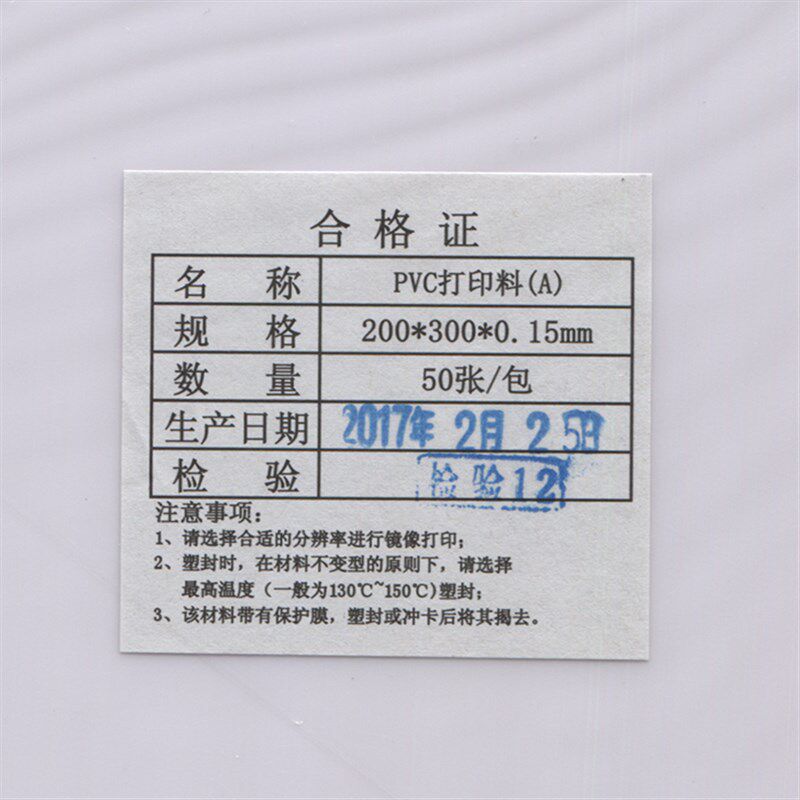 合格证
名称 PVC打印料(A)
规格 200*300*0.15mm
数量 50张/包
生产日期 2017年2月25日
检验 检验12
注意事项：
1、请选择合适的分辨率进行镜像打印；
2、塑封时，在材料不变型的原则下，请选择
最高温度（一般为130℃~150℃)塑封；
3、该材料带有保护膜，塑封或冲卡后将其揭去。